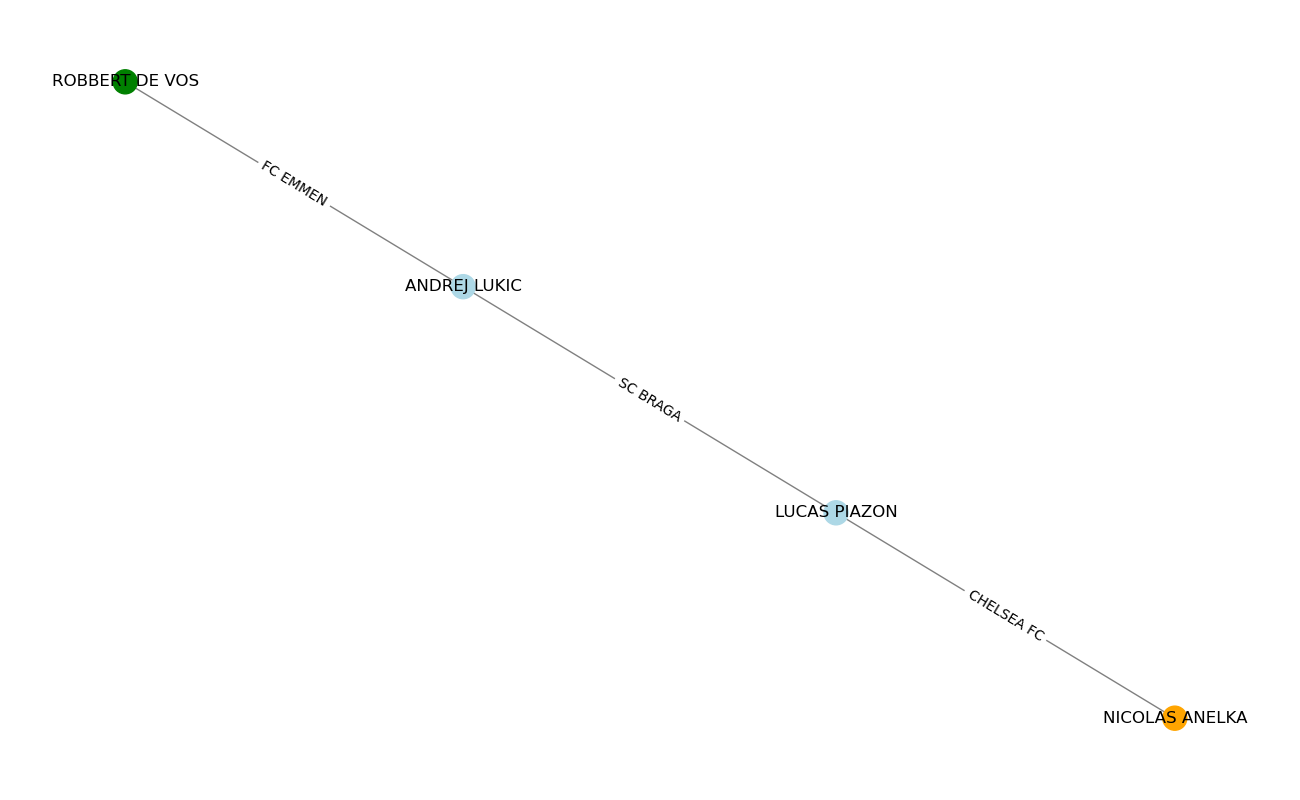 ROBBERT DE VOS
FC EMMEN
ANDREJ LUKIC
SC BRAGA
LUCAS PIAZON
CHELSEA FC
NICOLAS ANELKA